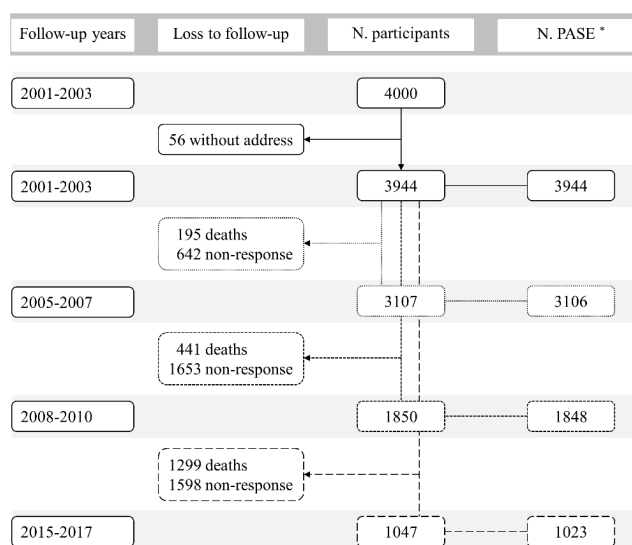 Follow-up years Loss to follow-up N. participants N. PASE *
2001-2003 4000
56 without address
2001-2003 3944 3944
195 deaths
642 non-response
2005-2007 3107 3106
441 deaths
1653 non-response
2008-2010 1850 1848
1299 deaths
1598 non-response
2015-2017 1047 1023